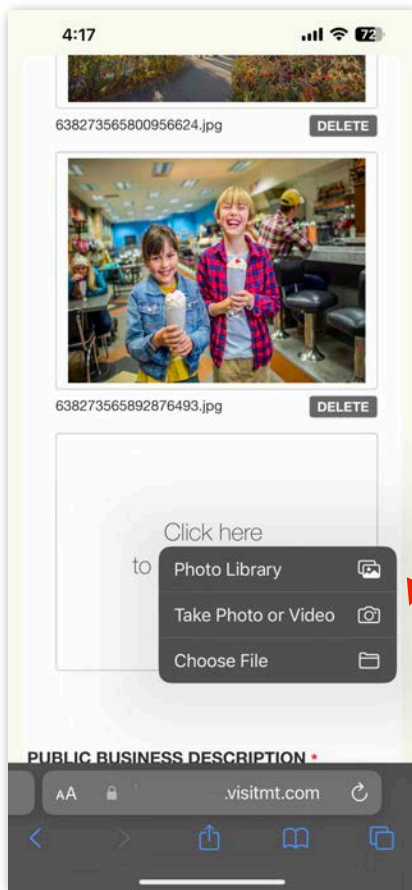 4:17
72
638273565800956624.jpg DELETE
638273565892876493.jpg DELETE
Click here
to
Photo Library
Take Photo or Video
Choose File
PUBLIC BUSINESS DESCRIPTION *
AA .visitmt.com